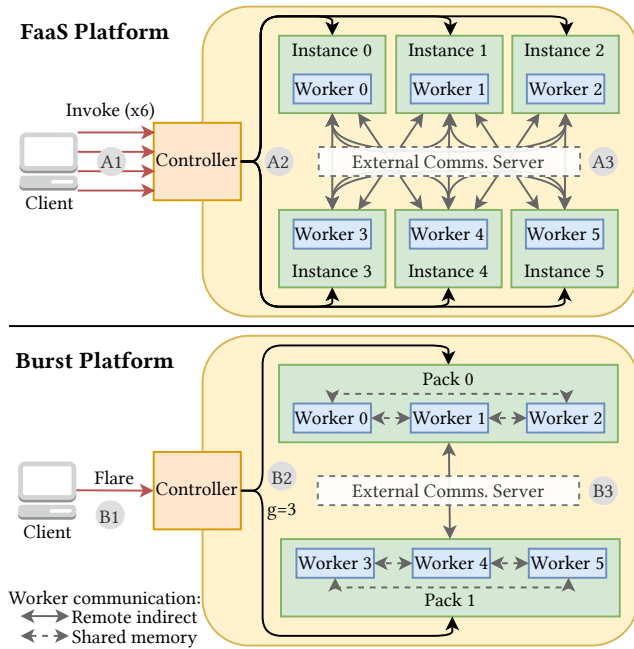 FaaS Platform
Instance 0 Instance 1 Instance 2
Worker 0 Worker 1 Worker 2
Invoke (x6)
A1 Controller A2 External Comms. Server A3
Client
Worker 3 Worker 4 Worker 5
Instance 3 Instance 4 Instance 5
Burst Platform
Pack 0
Worker 0 Worker 1 Worker 2
Flare Controller B2 External Comms. Server B3
B1 g=3
Client
Worker 3 Worker 4 Worker 5
Pack 1
Worker communication:
Remote indirect
Shared memory